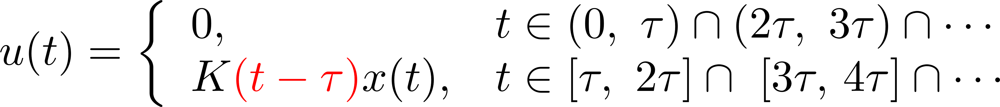 u(t) = { 0, t ∈ (0, τ) ∩ (2τ, 3τ) ∩ ⋯
K(t − τ)x(t), t ∈ [τ, 2τ] ∩ [3τ, 4τ] ∩ ⋯